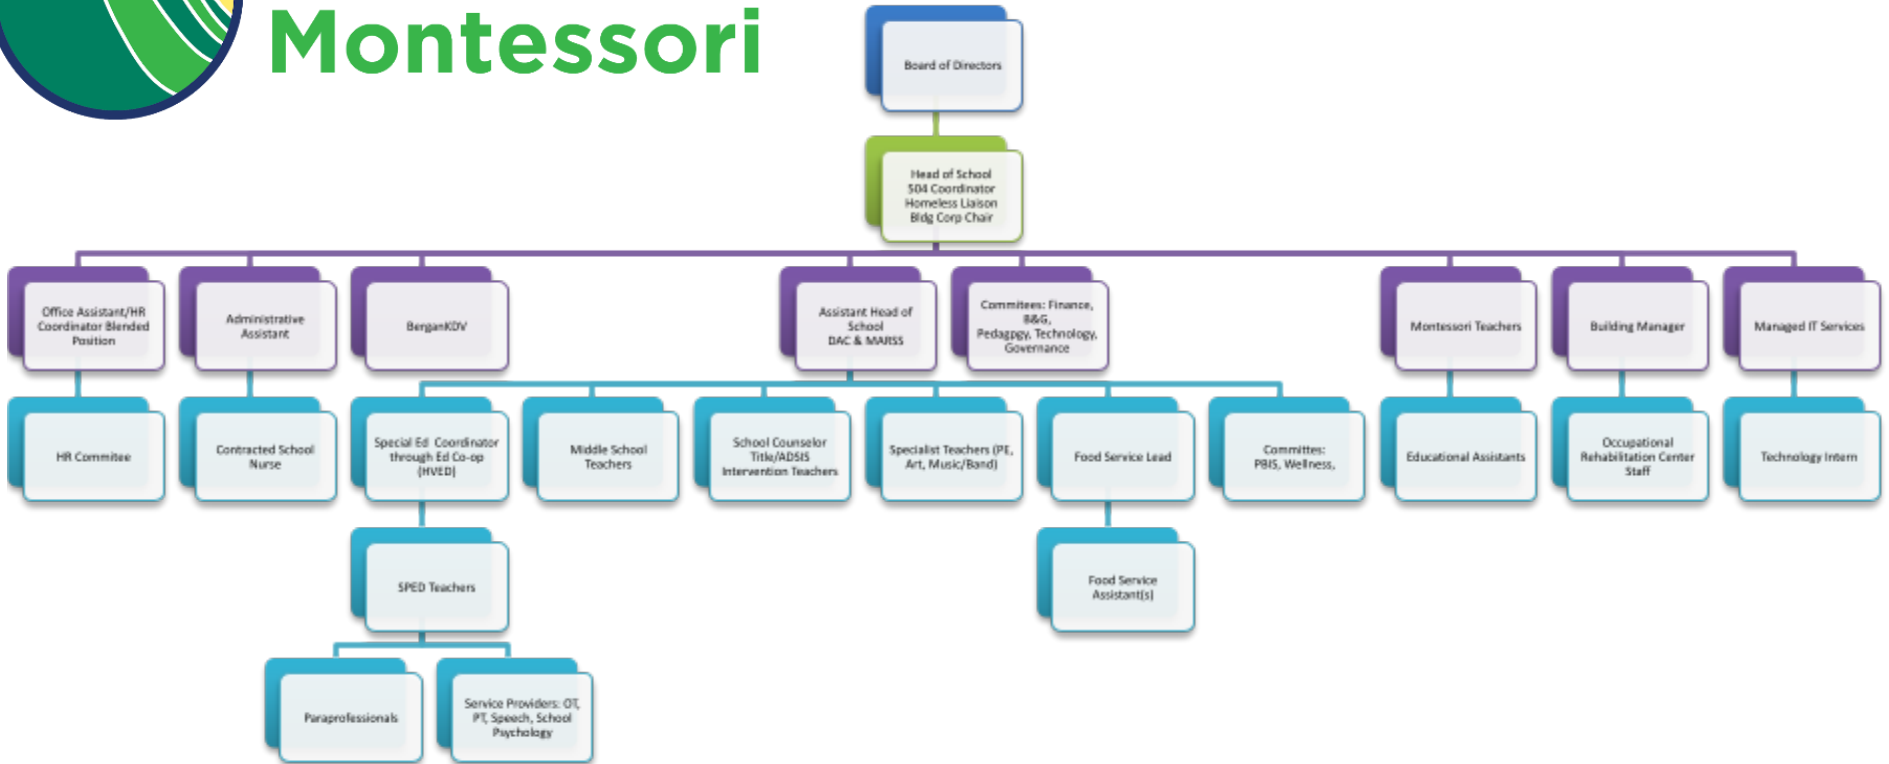 Montessori
Board of Directors
Head of School
504 Coordinator
Homeless Liaison
Bldg Corp Chair
Office Assistant/HR
Coordinator Blended
Position
Administrative
Assistant
BerganKDV
Assistant Head of
School
DAC & MARSS
Commitees: Finance,
B&G,
Pedagpgy, Technology,
Governance
Montessori Teachers
Building Manager
Managed IT Services
HR Commitee
Contracted School
Nurse
Special Ed Coordinator
through Ed Co-op
(HVED)
Middle School
Teachers
School Counselor
Title/ADSIS
Intervention Teachers
Specialist Teachers (PE,
Art, Music/Band)
Food Service Lead
Committes:
PBIS, Wellness,
Educational Assistants
Occupational
Rehabilitation Center
Staff
Technology Intern
SPED Teachers
Food Service
Assistant(s)
Paraprofessionals
Service Providers: OT,
PT, Speech, School
Psychology